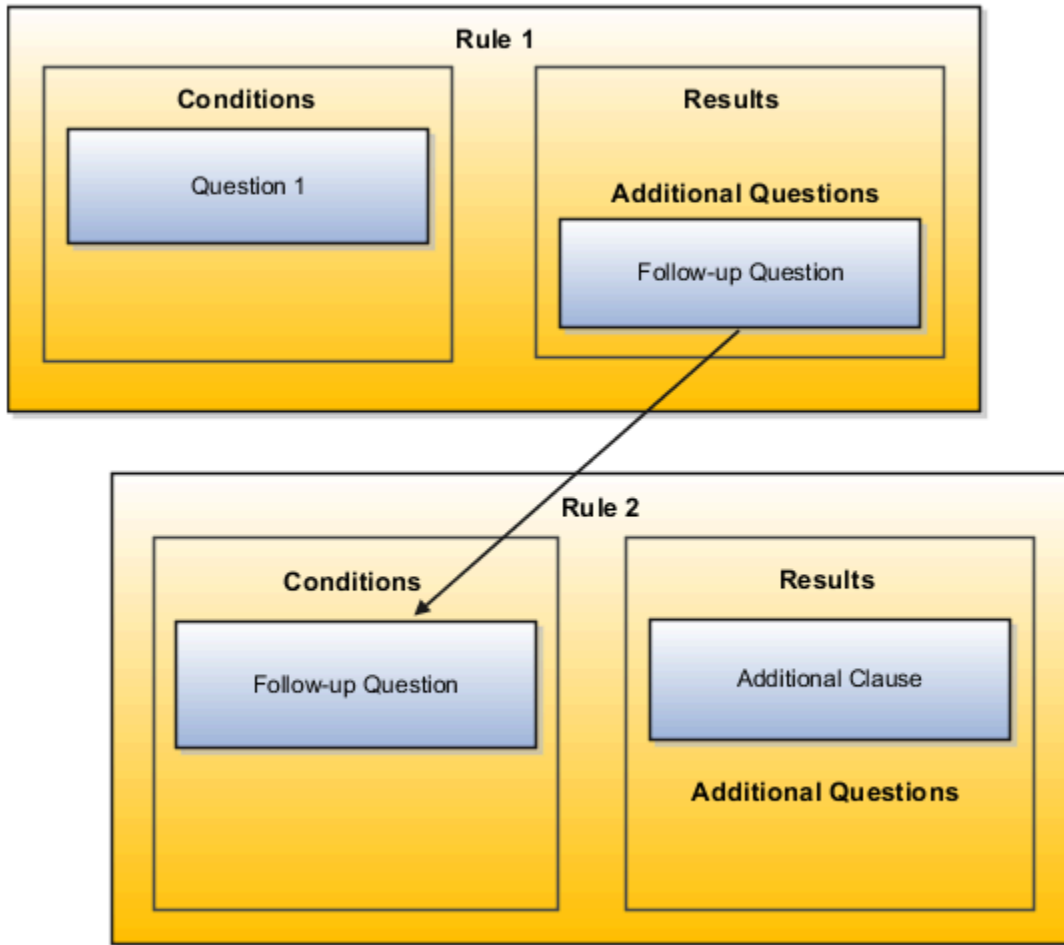 Rule 1
Conditions
Question 1
Results
Additional Questions
Follow-up Question
Rule 2
Conditions
Follow-up Question
Results
Additional Clause
Additional Questions